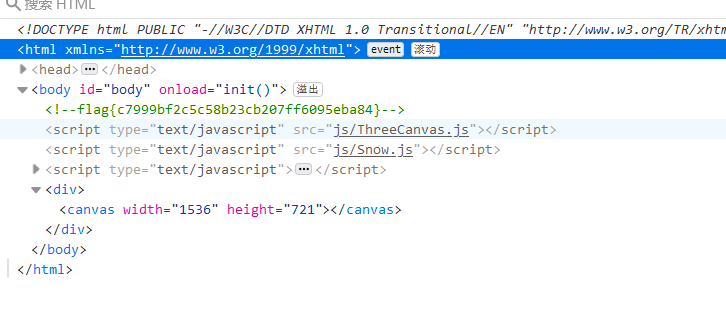 搜索 HTML
<!DOCTYPE html PUBLIC "-//W3C//DTD XHTML 1.0 Transitional//EN" "http://www.w3.org/TR/xhtm
<html xmlns="http://www.w3.org/1999/xhtml"> event 滚动
<head> ••• </head>
<body id="body" onload="init()"> 溢出
<!--flag{c7999bf2c5c58b23cb207ff6095eba84}-->
<script type="text/javascript" src="js/ThreeCanvas.js"></script>
<script type="text/javascript" src="js/Snow.js"></script>
<script type="text/javascript"> ••• </script>
<div>
<canvas width="1536" height="721"></canvas>
</div>
</body>
</html>